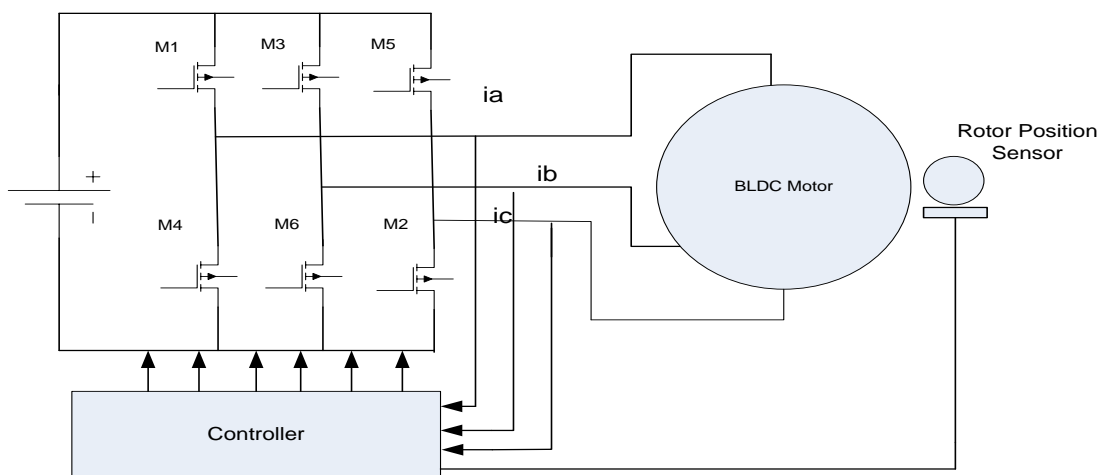 M1
M3
M5
ia
Rotor Position
Sensor
ib
BLDC Motor
+
−
M4
M6
M2
ic
Controller